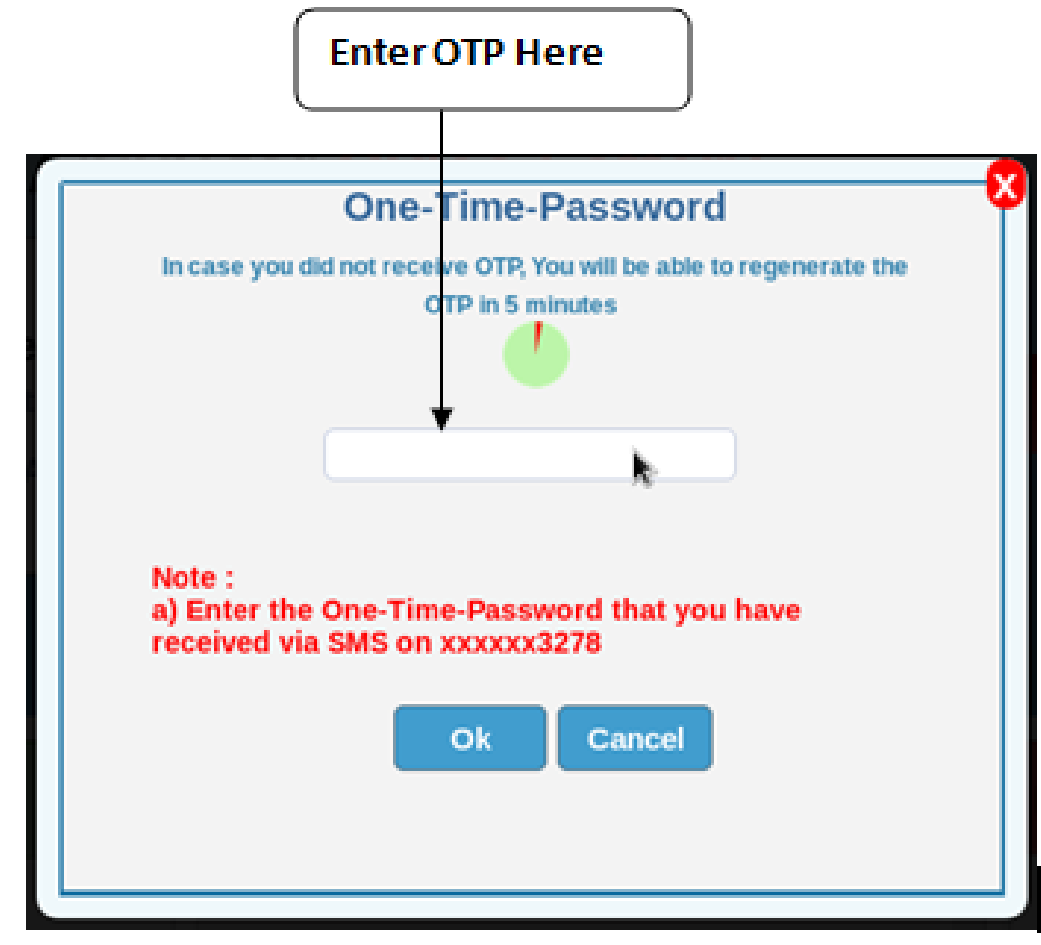 Enter OTP Here
X
One-Time-Password
In case you did not receive OTP, You will be able to regenerate the
OTP in 5 minutes
Note :
a) Enter the One-Time-Password that you have
received via SMS on xxxxxx3278
Ok Cancel